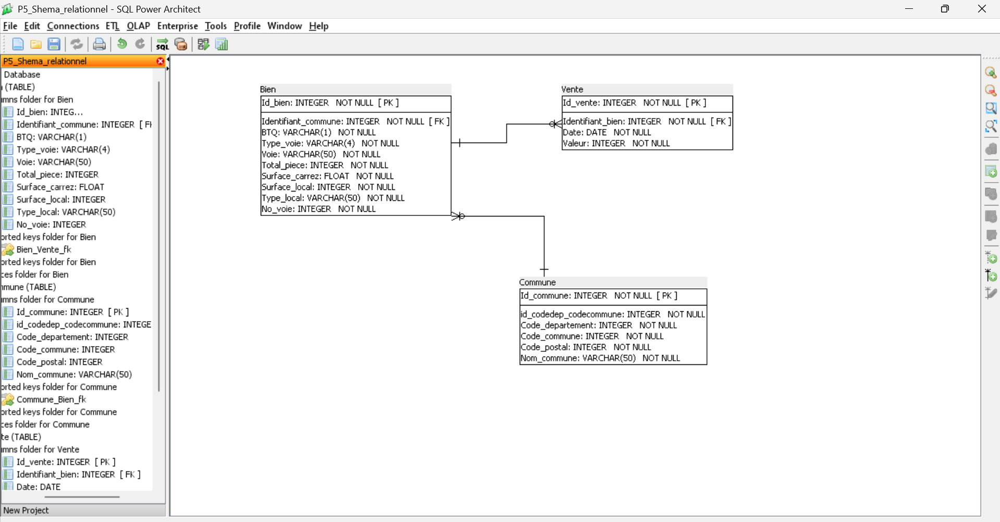 P5_Shema_relationnel - SQL Power Architect
File Edit Connections ETL OLAP Enterprise Tools Profile Window Help
SQL
P5_Shema_relationnel
Database
(TABLE)
mns folder for Bien
Id_bien: INTEG...
Identifiant_commune: INTEGER [ FK
BTQ: VARCHAR(1)
Type_voie: VARCHAR(4)
Voie: VARCHAR(50)
Total_piece: INTEGER
Surface_carrez: FLOAT
Surface_local: INTEGER
Type_local: VARCHAR(50)
No_voie: INTEGER
orted keys folder for Bien
Bien_Vente_fk
orted keys folder for Bien
ces folder for Bien
mmune (TABLE)
mns folder for Commune
Id_commune: INTEGER [ PK ]
id_codedep_codecommune: INTEGE
Code_departement: INTEGER
Code_commune: INTEGER
Code_postal: INTEGER
Nom_commune: VARCHAR(50)
orted keys folder for Commune
Commune_Bien_fk
orted keys folder for Commune
ces folder for Commune
te (TABLE)
mns folder for Vente
Id_vente: INTEGER [ PK ]
Identifiant_bien: INTEGER [ FK ]
Date: DATE
New Project
Bien
Id_bien: INTEGER NOT NULL [ PK ]
Identifiant_commune: INTEGER NOT NULL [ FK ]
BTQ: VARCHAR(1) NOT NULL
Type_voie: VARCHAR(4) NOT NULL
Voie: VARCHAR(50) NOT NULL
Total_piece: INTEGER NOT NULL
Surface_carrez: FLOAT NOT NULL
Surface_local: INTEGER NOT NULL
Type_local: VARCHAR(50) NOT NULL
No_voie: INTEGER NOT NULL
Vente
Id_vente: INTEGER NOT NULL [ PK ]
Identifiant_bien: INTEGER NOT NULL [ FK ]
Date: DATE NOT NULL
Valeur: INTEGER NOT NULL
Commune
Id_commune: INTEGER NOT NULL [ PK ]
id_codedep_codecommune: INTEGER NOT NULL
Code_departement: INTEGER NOT NULL
Code_commune: INTEGER NOT NULL
Code_postal: INTEGER NOT NULL
Nom_commune: VARCHAR(50) NOT NULL